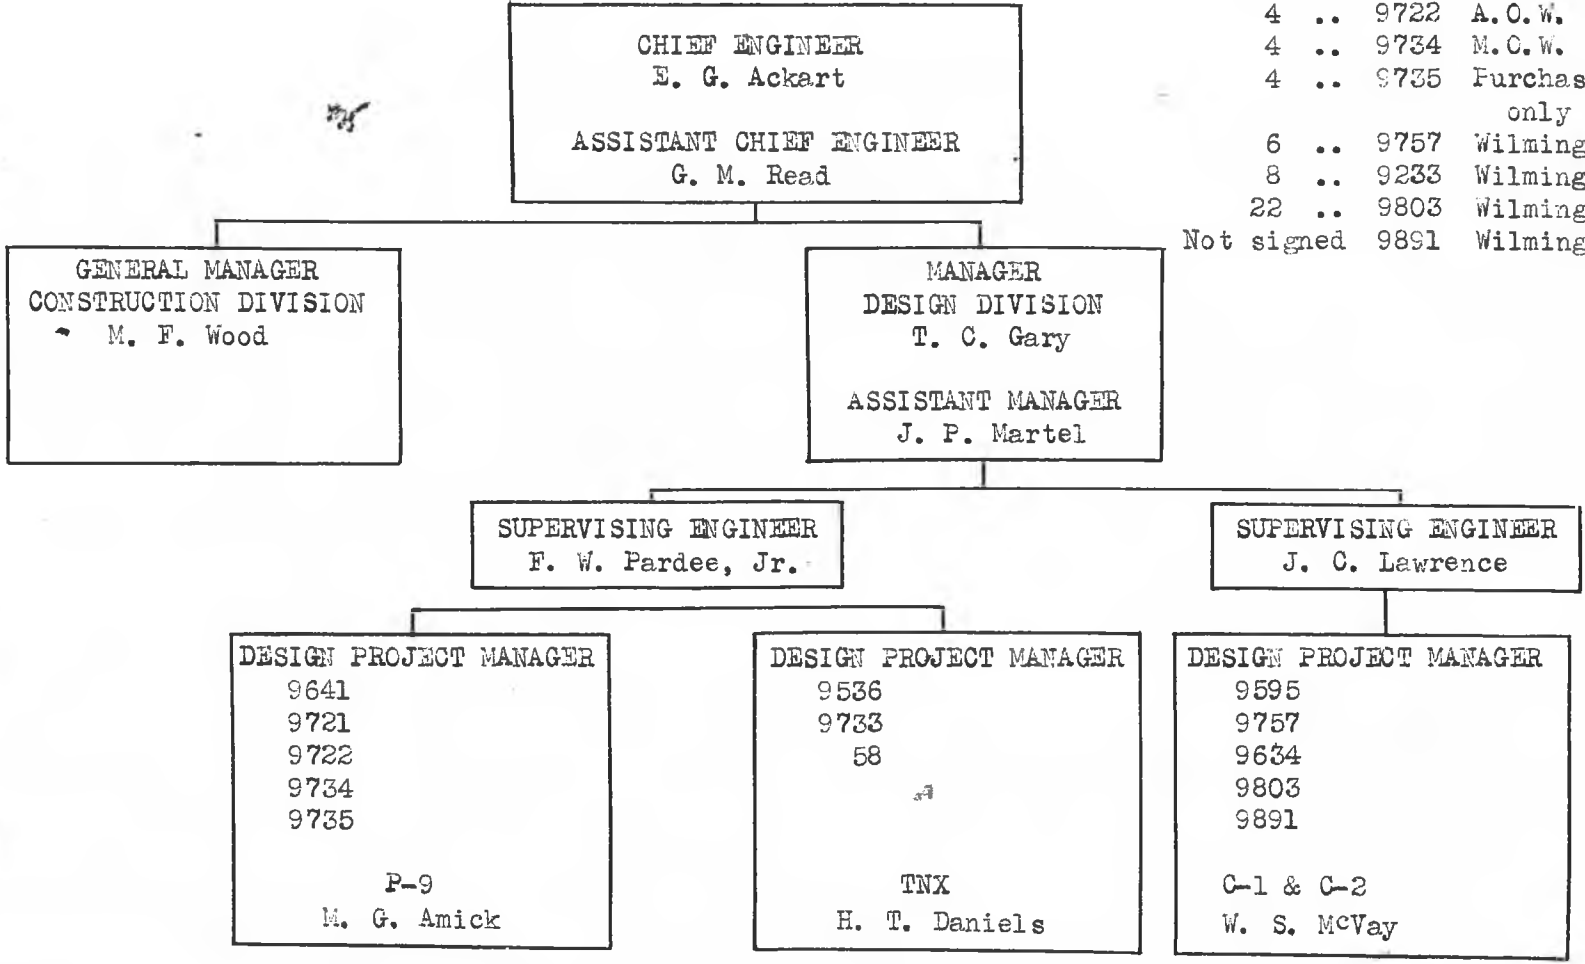 CHIEF ENGINEER
E. G. Ackart
ASSISTANT CHIEF ENGINEER
G. M. Read
4 .. 9722 A.O.W.
4 .. 9734 M.O.W.
4 .. 9735 Purchas
only
6 .. 9757 Wilming
8 .. 9233 Wilming
22 .. 9803 Wilming
Not signed 9891 Wilming
GENERAL MANAGER
CONSTRUCTION DIVISION
M. F. Wood
MANAGER
DESIGN DIVISION
T. C. Gary
ASSISTANT MANAGER
J. P. Martel
SUPERVISING ENGINEER
F. W. Pardee, Jr.
SUPERVISING ENGINEER
J. C. Lawrence
DESIGN PROJECT MANAGER
9641
9721
9722
9734
9735
P-9
M. G. Amick
DESIGN PROJECT MANAGER
9536
9733
58
TNX
H. T. Daniels
DESIGN PROJECT MANAGER
9595
9757
9634
9803
9891
C-1 & C-2
W. S. McVay